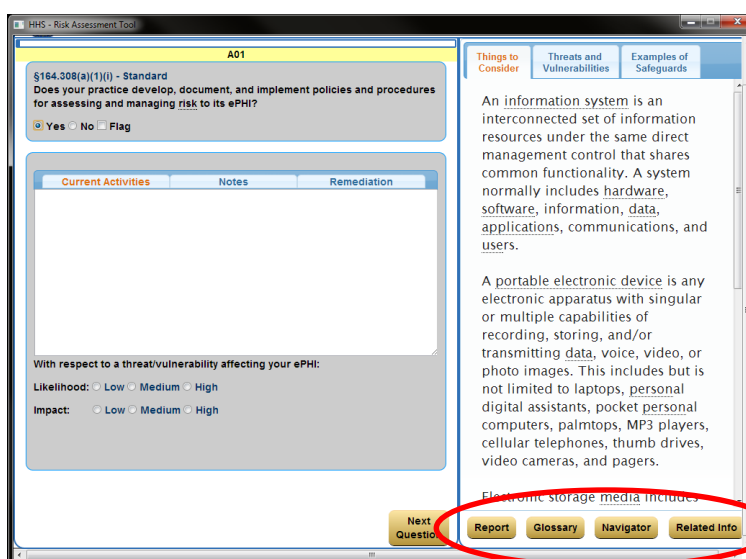 HHS - Risk Assessment Tool
A01
§164.308(a)(1)(i) - Standard
Does your practice develop, document, and implement policies and procedures
for assessing and managing risk to its ePHI?
Yes No Flag
Current Activities Notes Remediation
With respect to a threat/vulnerability affecting your ePHI:
Likelihood: Low Medium High
Impact: Low Medium High
Next
Question
Things to
Consider
Threats and
Vulnerabilities
Examples of
Safeguards
An information system is an
interconnected set of information
resources under the same direct
management control that shares
common functionality. A system
normally includes hardware,
software, information, data,
applications, communications, and
users.
A portable electronic device is any
electronic apparatus with singular
or multiple capabilities of
recording, storing, and/or
transmitting data, voice, video, or
photo images. This includes but is
not limited to laptops, personal
digital assistants, pocket personal
computers, palmtops, MP3 players,
cellular telephones, thumb drives,
video cameras, and pagers.
Electronic storage media includes
Report Glossary Navigator Related Info